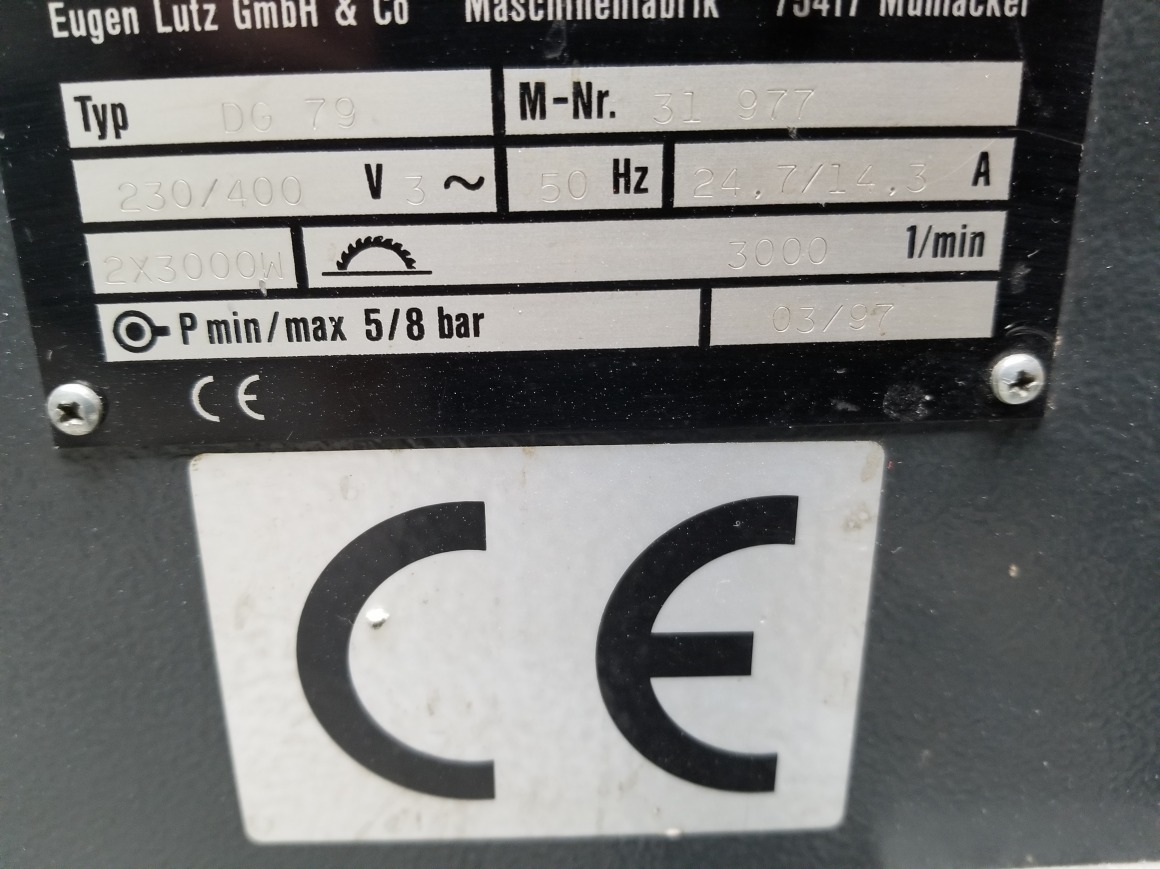 Eugen Lutz GmbH & Co Maschinenfabrik 75417 Mühlacker
Typ DG 79 M-Nr. 31 977
230/400 V 3 ~ 50 Hz 24,7/14,3 A
2X3000W 3000 1/min
P min/max 5/8 bar 03/97
CE
CE